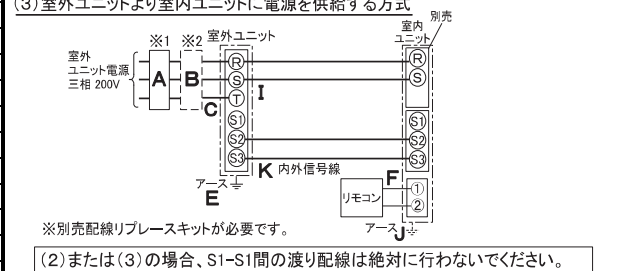 (3)室外ユニットより室内ユニットに電源を供給する方式
別売
※1 ※2 室外ユニット
室内
ユニット
室外
ユニット電源
三相 200V
A
B
C
R
S
T
S1
S2
S3
I
R
S
S1
S2
S3
K 内外信号線
アース
E
リモコン
F
①
②
アース
J
※別売配線リプレースキットが必要です。
(2)または(3)の場合、S1-S1間の渡り配線は絶対に行わないでください。